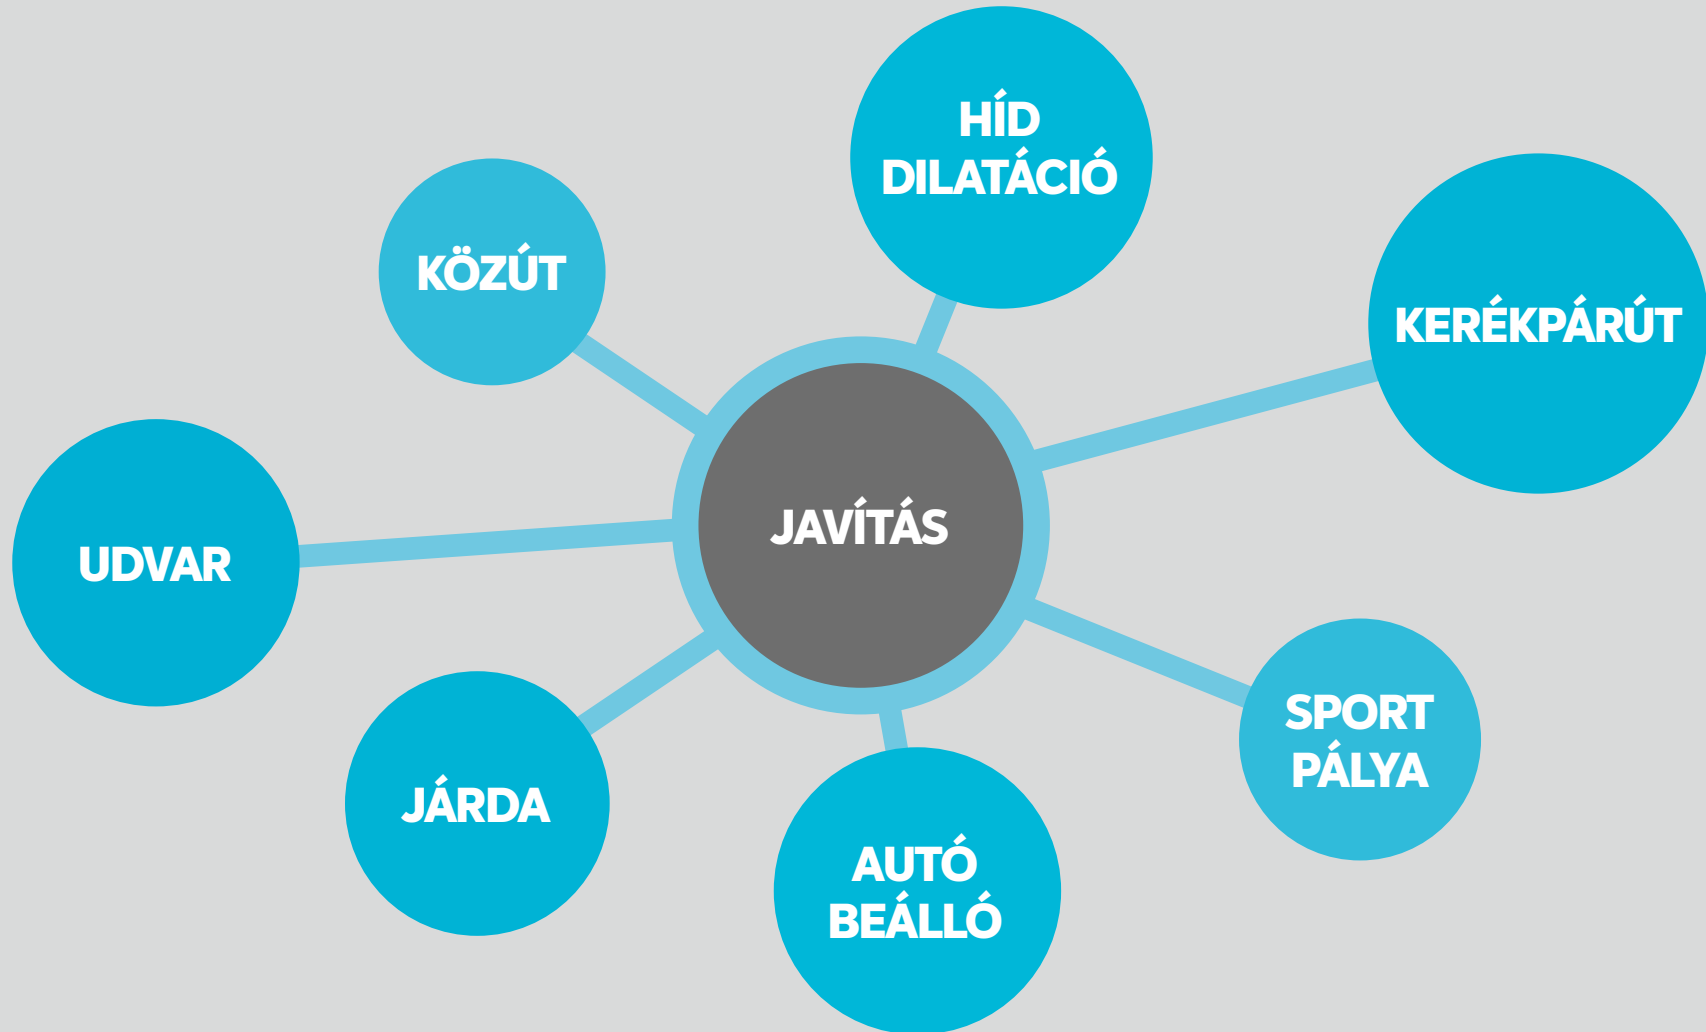 HÍD
DILATÁCIÓ
KÖZÚT
KERÉKPÁRÚT
JAVÍTÁS
UDVAR
SPORT
PÁLYA
JÁRDA
AUTÓ
BEÁLLÓ